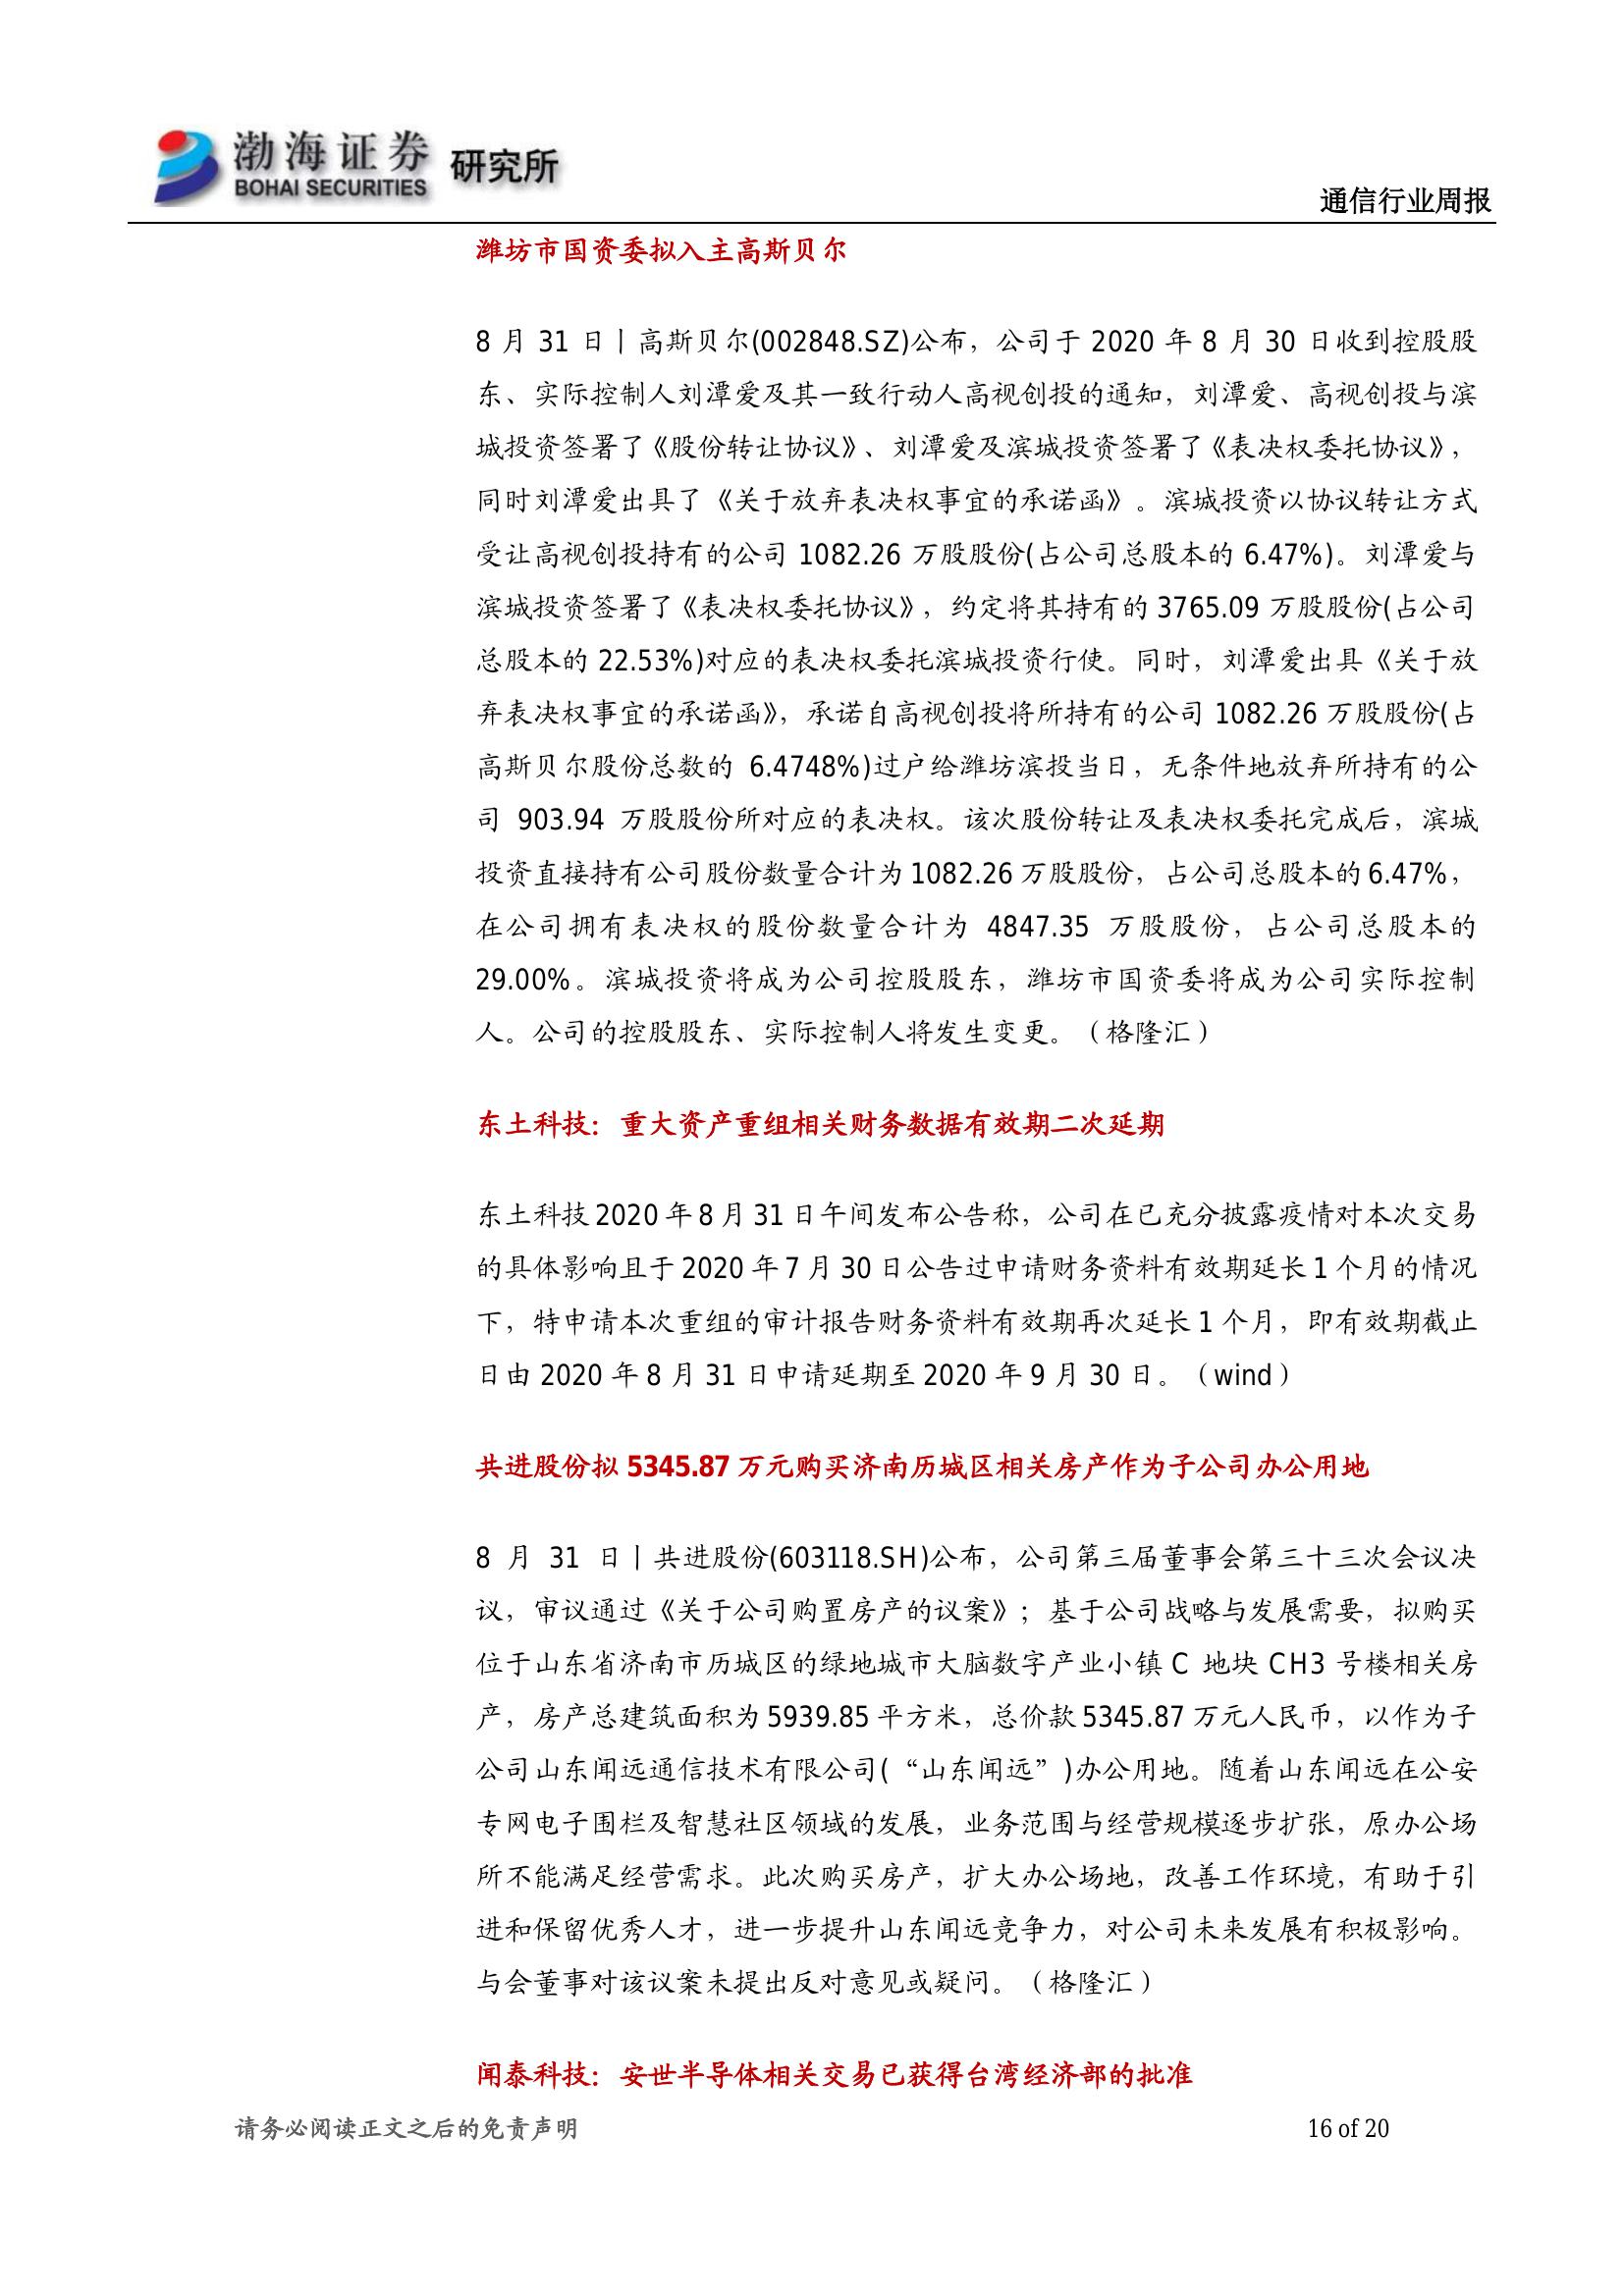 渤海证券 研究所
BOHAI SECURITIES
通信行业周报
潍坊市国资委拟入主高斯贝尔
8 月 31 日丨高斯贝尔(002848.SZ)公布，公司于 2020 年 8 月 30 日收到控股股
东、实际控制人刘潭爱及其一致行动人高视创投的通知，刘潭爱、高视创投与滨
城投资签署了《股份转让协议》、刘潭爱及滨城投资签署了《表决权委托协议》，
同时刘潭爱出具了《关于放弃表决权事宜的承诺函》。滨城投资以协议转让方式
受让高视创投持有的公司 1082.26 万股股份(占公司总股本的 6.47%)。刘潭爱与
滨城投资签署了《表决权委托协议》，约定将其持有的 3765.09 万股股份(占公司
总股本的 22.53%)对应的表决权委托滨城投资行使。同时，刘潭爱出具《关于放
弃表决权事宜的承诺函》，承诺自高视创投将所持有的公司 1082.26 万股股份(占
高斯贝尔股份总数的 6.4748%)过户给潍坊滨投当日，无条件地放弃所持有的公
司 903.94 万股股份所对应的表决权。该次股份转让及表决权委托完成后，滨城
投资直接持有公司股份数量合计为 1082.26 万股股份，占公司总股本的 6.47%，
在公司拥有表决权的股份数量合计为 4847.35 万股股份，占公司总股本的
29.00%。滨城投资将成为公司控股股东，潍坊市国资委将成为公司实际控制
人。公司的控股股东、实际控制人将发生变更。（格隆汇）
东土科技：重大资产重组相关财务数据有效期二次延期
东土科技 2020 年 8 月 31 日午间发布公告称，公司在已充分披露疫情对本次交易
的具体影响且于 2020 年 7 月 30 日公告过申请财务资料有效期延长 1 个月的情况
下，特申请本次重组的审计报告财务资料有效期再次延长 1 个月，即有效期截止
日由 2020 年 8 月 31 日申请延期至 2020 年 9 月 30 日。（wind）
共进股份拟 5345.87 万元购买济南历城区相关房产作为子公司办公用地
8 月 31 日丨共进股份(603118.SH)公布，公司第三届董事会第三十三次会议决
议，审议通过《关于公司购置房产的议案》；基于公司战略与发展需要，拟购买
位于山东省济南市历城区的绿地城市大脑数字产业小镇 C 地块 CH3 号楼相关房
产，房产总建筑面积为 5939.85 平方米，总价款 5345.87 万元人民币，以作为子
公司山东闻远通信技术有限公司(“山东闻远”)办公用地。随着山东闻远在公安
专网电子围栏及智慧社区领域的发展，业务范围与经营规模逐步扩张，原办公场
所不能满足经营需求。此次购买房产，扩大办公场地，改善工作环境，有助于引
进和保留优秀人才，进一步提升山东闻远竞争力，对公司未来发展有积极影响。
与会董事对该议案未提出反对意见或疑问。（格隆汇）
闻泰科技：安世半导体相关交易已获得台湾经济部的批准
请务必阅读正文之后的免责声明
16 of 20